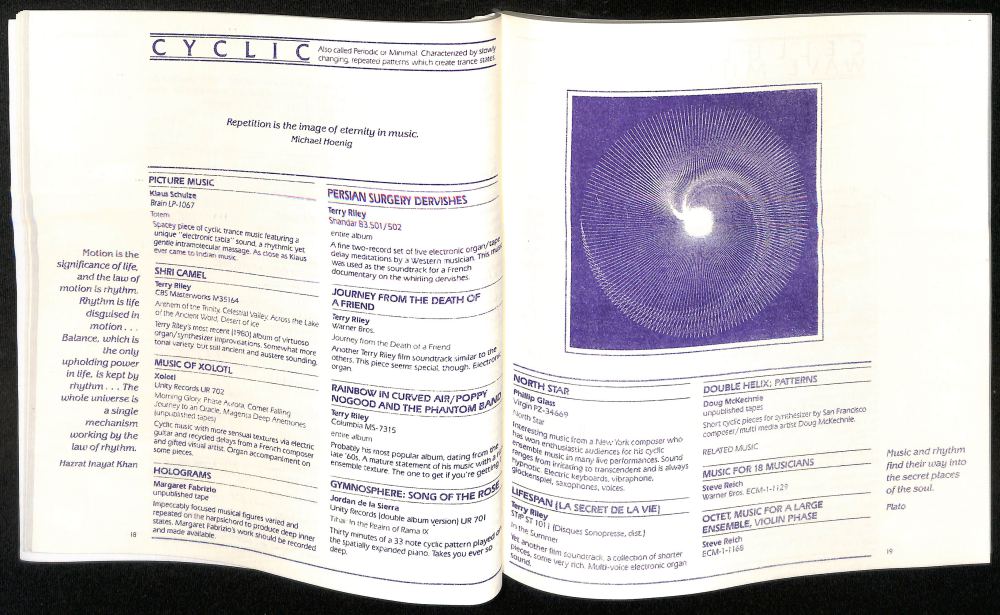 CYCLIC
Also called Periodic or Minimal. Characterized by slowly
changing, repeated patterns which create trance states.
Repetition is the image of eternity in music.
Michael Hoenig
Motion is the
significance of life,
and the law of
motion is rhythm.
Rhythm is life
disguised in
motion . . .
Balance, which is
the only
upholding power
in life, is kept by
rhythm . . . The
whole universe is
a single
mechanism
working by the
law of rhythm.
Hazrat Inayat Khan
PICTURE MUSIC
Klaus Schulze
Brain LP-1067
Totem
Spacey piece of cyclic trance music featuring a
unique "electronic tabla" sound, a rhythmic yet
gentle intramolecular massage. As close as Klaus
ever came to Indian music.
SHRI CAMEL
Terry Riley
CBS Masterworks M35164
Anthem of the Trinity, Celestial Valley, Across the Lake
of the Ancient Word, Desert of Ice
Terry Riley's most recent (1980) album of virtuoso
organ/synthesizer improvisations. Somewhat more
tonal variety but still ancient and austere sounding.
MUSIC OF XOLOTL
Xolotl
Unity Records UR 702
Morning Glory, Phase Aurora, Comet Falling
Journey to an Oracle, Magenta Deep Anemones
(unpublished tapes)
Cyclic music with more sensual textures via electric
guitar and recycled delays from a French composer
and gifted visual artist. Organ accompaniment on
some pieces.
HOLOGRAMS
Margaret Fabrizio
unpublished tape
Impeccably focused musical figures varied and
repeated on the harpsichord to produce deep inner
states. Margaret Fabrizio's work should be recorded
and made available.
18
PERSIAN SURGERY DERVISHES
Terry Riley
Shandar 83.501/502
entire album
A fine two-record set of live electronic organ/tape
delay meditations by a Western musician. This
was used as the soundtrack for a French
documentary on the whirling dervishes.
JOURNEY FROM THE DEATH OF
A FRIEND
Terry Riley
Warner Bros.
Journey from the Death of a Friend
Another Terry Riley film soundtrack similar to the
others. This piece seems special, though. Electronic
organ.
RAINBOW IN CURVED AIR/POPPY
NOGOOD AND THE PHANTOM BAND
Terry Riley
Columbia MS-7315
entire album
Probably his most popular album, dating from the
late '60s. A mature statement of his music with a
ensemble texture. The one to get if you're getting
GYMNOSPHERE: SONG OF THE ROSE
Jordan de la Sierra
Unity Records (double album version) UR 701
Titha: In the Realm of Rama IX
Thirty minutes of a 33 note cyclic pattern played on
the spatially expanded piano. Takes you ever so
deep.
NORTH STAR
Phillip Glass
Virgin PZ-34669
North Star
Interesting music from a New York composer who
has won enthusiastic audiences for his cyclic
ensemble music in many live performances. Sound
ranges from irritating to transcendent and is always
hypnotic. Electric keyboards, vibraphone,
glockenspiel, saxophones, voices.
LIFESPAN (LA SECRET DE LA VIE)
Terry Riley
STIP ST 1011 (Disques Sonopresse, dist.)
In the Summer
Yet another film soundtrack, a collection of shorter
pieces, some very rich. Multi-voice electronic organ
sound.
DOUBLE HELIX; PATTERNS
Doug McKechnie
unpublished tapes
Short cyclic pieces for synthesizer by San Francisco
composer/multi media artist Doug McKechnie.
RELATED MUSIC
MUSIC FOR 18 MUSICIANS
Steve Reich
Warner Bros. ECM-1-1129
OCTET, MUSIC FOR A LARGE
ENSEMBLE, VIOLIN PHASE
Steve Reich
ECM-1-1168
Music and rhythm
find their way into
the secret places
of the soul.
Plato
19